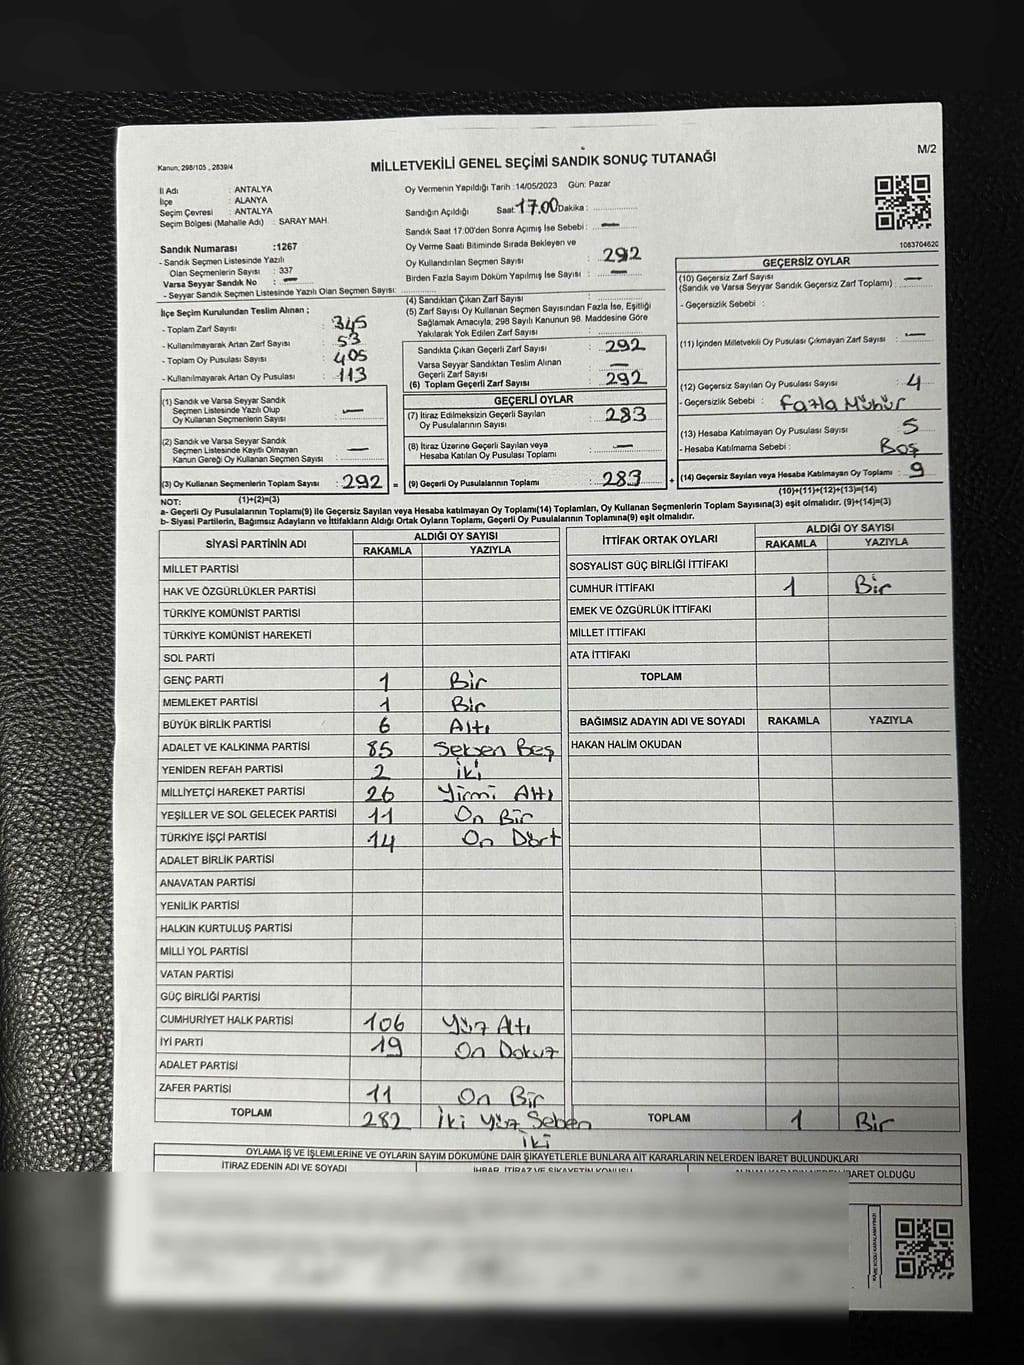 Kanun; 298/105 , 2839/4
MİLLETVEKİLİ GENEL SEÇİMİ SANDIK SONUÇ TUTANAĞI
M/2
İl Adı : ANTALYA
İlçe : ALANYA
Seçim Çevresi : ANTALYA
Seçim Bölgesi (Mahalle Adı) : SARAY MAH.
Sandık Numarası :1267
- Sandık Seçmen Listesinde Yazılı
Olan Seçmenlerin Sayısı : 337
Varsa Seyyar Sandık No : —
- Seyyar Sandık Seçmen Listesinde Yazılı Olan Seçmen Sayısı:
Oy Vermenin Yapıldığı Tarih :14/05/2023 Gün: Pazar
Sandığın Açıldığı Saat:17.00 Dakika :
Sandık Saat 17:00'den Sonra Açımış İse Sebebi : —
Oy Verme Saati Bitiminde Sırada Bekleyen ve
Oy Kullandırılan Seçmen Sayısı : 292
Birden Fazla Sayım Döküm Yapılmış İse Sayısı : —
1083704620
İlçe Seçim Kurulundan Teslim Alınan ;
- Toplam Zarf Sayısı : 345
- Kullanılmayarak Artan Zarf Sayısı : 53
- Toplam Oy Pusulası Sayısı : 405
- Kullanılmayarak Artan Oy Pusulası : 113
(1) Sandık ve Varsa Seyyar Sandık
Seçmen Listesinde Yazılı Olup
Oy Kullanan Seçmenlerin Sayısı : —
(2) Sandık ve Varsa Seyyar Sandık
Seçmen Listesinde Kayıtlı Olmayan
Kanun Gereği Oy Kullanan Seçmen Sayısı : —
(3) Oy Kullanan Seçmenlerin Toplam Sayısı : 292 =
(1)+(2)=(3)
(4) Sandıktan Çıkan Zarf Sayısı :
(5) Zarf Sayısı Oy Kullanan Seçmen Sayısından Fazla İse, Eşitliği
Sağlamak Amacıyla, 298 Sayılı Kanunun 98. Maddesine Göre
Yakılarak Yok Edilen Zarf Sayısı :
Sandıkta Çıkan Geçerli Zarf Sayısı : 292
Varsa Seyyar Sandıktan Teslim Alınan
Geçerli Zarf Sayısı : —
(6) Toplam Geçerli Zarf Sayısı : 292
GEÇERLİ OYLAR
(7) İtiraz Edilmeksizin Geçerli Sayılan
Oy Pusulalarının Sayısı : 283
(8) İtiraz Üzerine Geçerli Sayılan veya
Hesaba Katılan Oy Pusulası Toplamı : —
(9) Geçerli Oy Pusulalarının Toplamı : 283 +
GEÇERSİZ OYLAR
(10) Geçersiz Zarf Sayısı
(Sandık ve Varsa Seyyar Sandık Geçersiz Zarf Toplamı) : —
- Geçersizlik Sebebi :
(11) İçinden Milletvekili Oy Pusulası Çıkmayan Zarf Sayısı : —
(12) Geçersiz Sayılan Oy Pusulası Sayısı : 4
- Geçersizlik Sebebi : Fazla Mühür
(13) Hesaba Katılmayan Oy Pusulası Sayısı : 5
- Hesaba Katılmama Sebebi : Boş
(14) Geçersiz Sayılan veya Hesaba Katılmayan Oy Toplamı : 9
(10)+(11)+(12)+(13)=(14)
NOT:
a- Geçerli Oy Pusulalarının Toplamı(9) ile Geçersiz Sayılan veya Hesaba katılmayan Oy Toplamı(14) Toplamları, Oy Kullanan Seçmenlerin Toplam Sayısına(3) eşit olmalıdır. (9)+(14)=(3)
b- Siyasi Partilerin, Bağımsız Adayların ve İttifakların Aldığı Ortak Oyların Toplamı, Geçerli Oy Pusulalarının Toplamına(9) eşit olmalıdır.
SİYASİ PARTİNİN ADI ALDIĞI OY SAYISI
RAKAMLA YAZIYLA
MİLLET PARTİSİ
HAK VE ÖZGÜRLÜKLER PARTİSİ
TÜRKİYE KOMÜNİST PARTİSİ
TÜRKİYE KOMÜNİST HAREKETİ
SOL PARTİ
GENÇ PARTİ 1 Bir
MEMLEKET PARTİSİ 1 Bir
BÜYÜK BİRLİK PARTİSİ 6 Altı
ADALET VE KALKINMA PARTİSİ 85 Seksen Beş
YENİDEN REFAH PARTİSİ 2 İki
MİLLİYETÇİ HAREKET PARTİSİ 26 Yirmi Altı
YEŞİLLER VE SOL GELECEK PARTİSİ 11 On Bir
TÜRKİYE İŞÇİ PARTİSİ 14 On Dört
ADALET BİRLİK PARTİSİ
ANAVATAN PARTİSİ
YENİLİK PARTİSİ
HALKIN KURTULUŞ PARTİSİ
MİLLİ YOL PARTİSİ
VATAN PARTİSİ
GÜÇ BİRLİĞİ PARTİSİ
CUMHURİYET HALK PARTİSİ 106 Yüz Altı
İYİ PARTİ 19 On Dokuz
ADALET PARTİSİ
ZAFER PARTİSİ 11 On Bir
TOPLAM 282 İki Yüz Seksen
İki
İTTİFAK ORTAK OYLARI ALDIĞI OY SAYISI
RAKAMLA YAZIYLA
SOSYALİST GÜÇ BİRLİĞİ İTTİFAKI
CUMHUR İTTİFAKI 1 Bir
EMEK VE ÖZGÜRLÜK İTTİFAKI
MİLLET İTTİFAKI
ATA İTTİFAKI
TOPLAM
BAĞIMSIZ ADAYIN ADI VE SOYADI RAKAMLA YAZIYLA
HAKAN HALİM OKUDAN
TOPLAM 1 Bir
OYLAMA İŞ VE İŞLEMLERİNE VE OYLARIN SAYIM DÖKÜMÜNE DAİR ŞİKAYETLERLE BUNLARA AİT KARARLARIN NELERDEN İBARET BULUNDUKLARI
İTİRAZ EDENİN ADI VE SOYADI İHBAR, İTİRAZ VE ŞİKAYETİN KONUSU ALINAN KARARIN NEDEN İBARET OLDUĞU